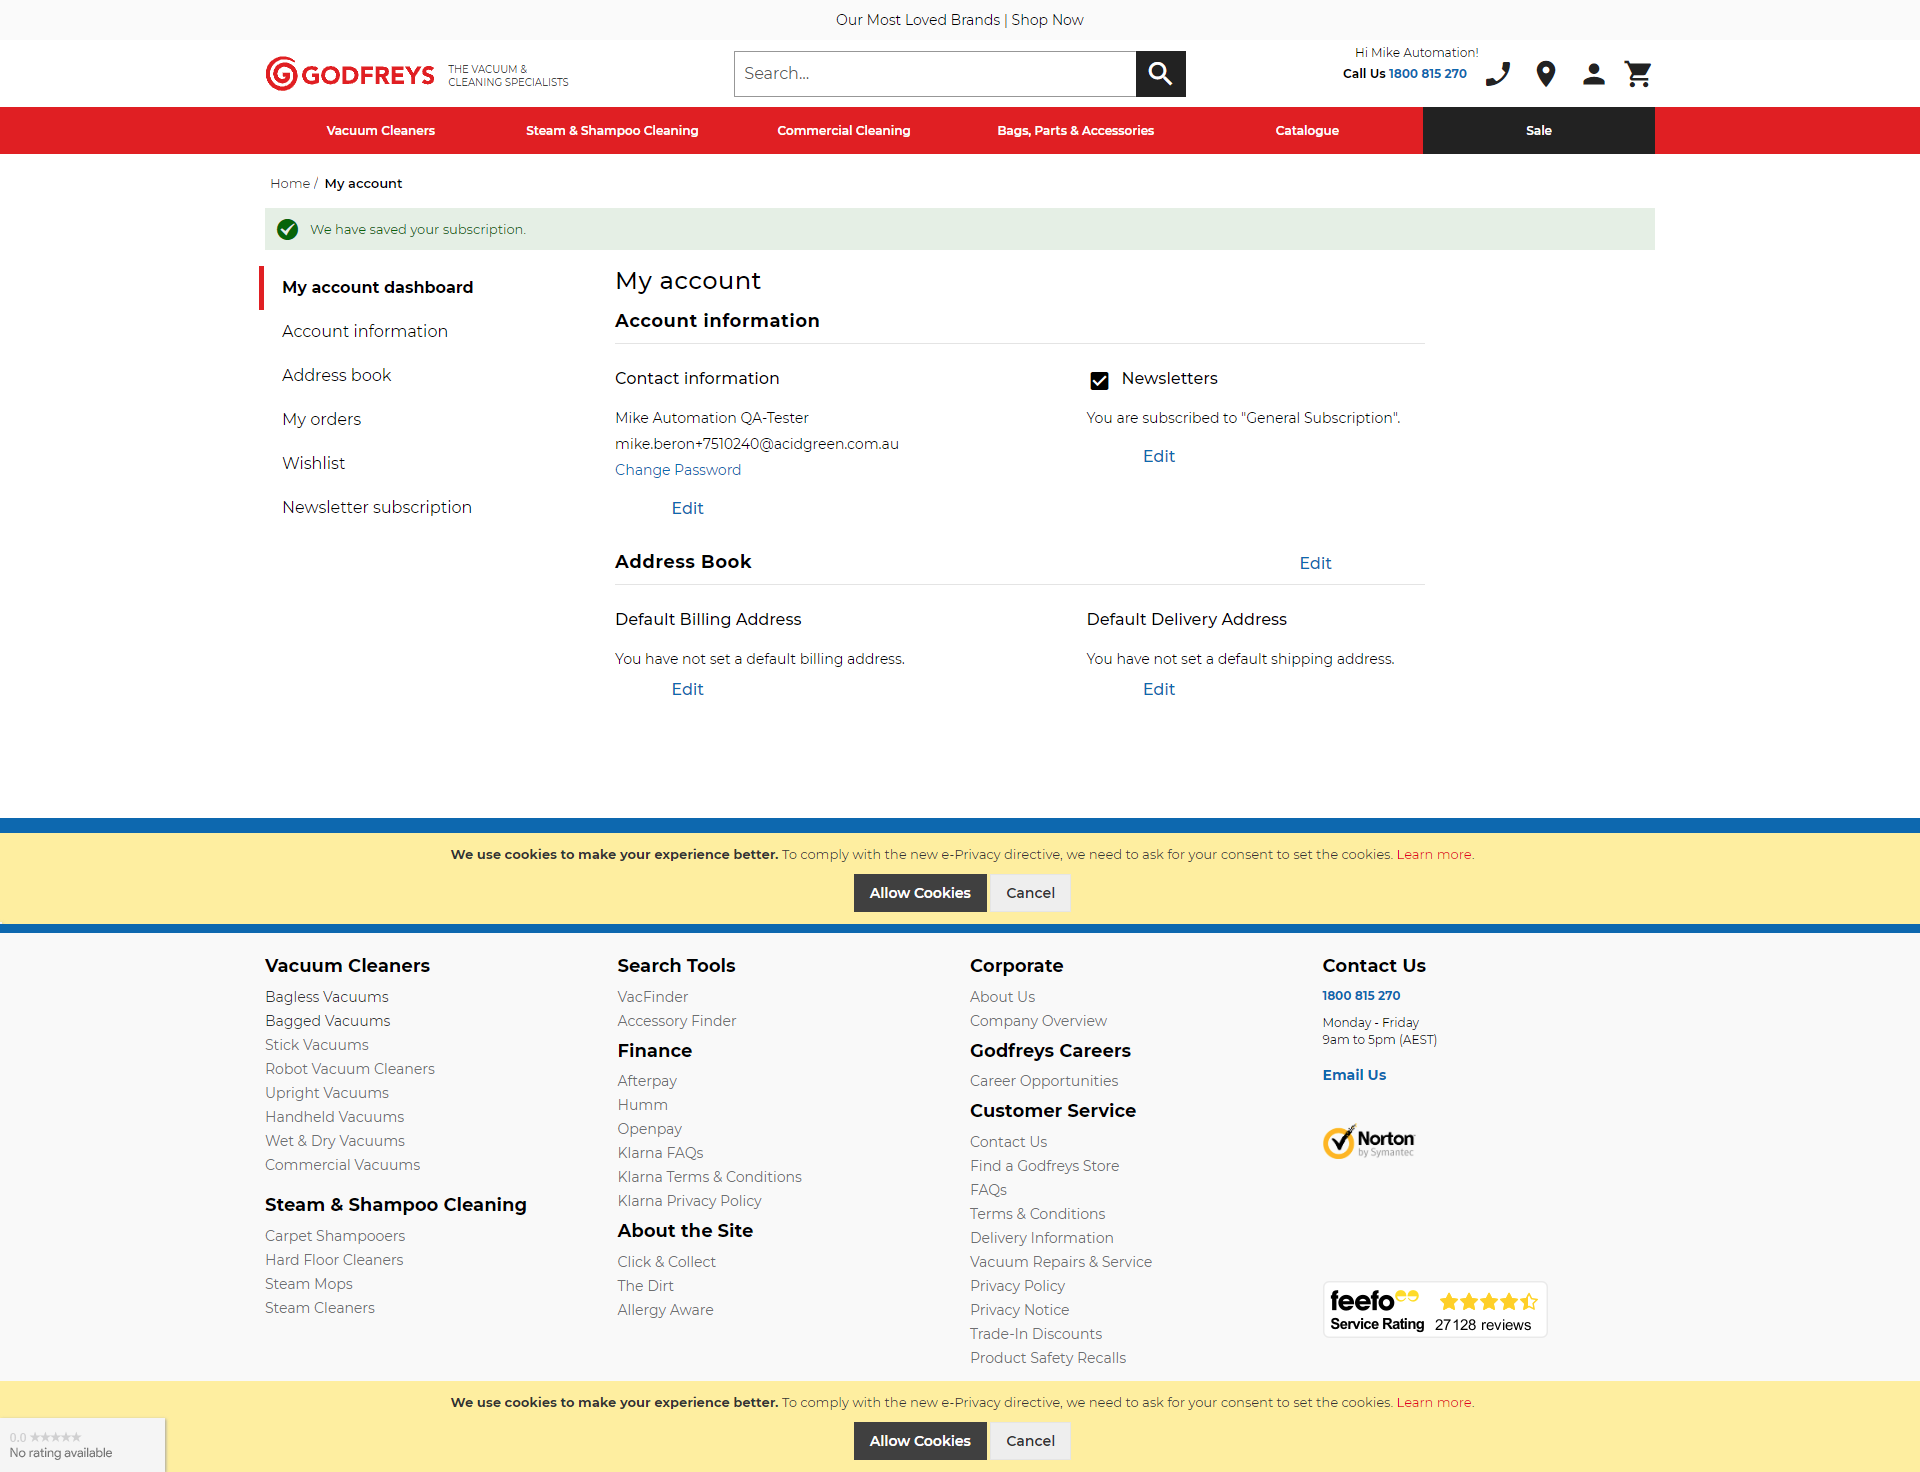 Our Most Loved Brands | Shop Now
GODFREYS
THE VACUUM &
CLEANING SPECIALISTS
Search...
Hi Mike Automation!
Call Us 1800 815 270
Vacuum Cleaners
Steam & Shampoo Cleaning
Commercial Cleaning
Bags, Parts & Accessories
Catalogue
Sale
Home / My account
We have saved your subscription.
My account dashboard
Account information
Address book
My orders
Wishlist
Newsletter subscription
My account
Account information
Contact information
Mike Automation QA-Tester
mike.beron+7510240@acidgreen.com.au
Change Password
Edit
Newsletters
You are subscribed to "General Subscription".
Edit
Address Book
Edit
Default Billing Address
You have not set a default billing address.
Edit
Default Delivery Address
You have not set a default shipping address.
Edit
We use cookies to make your experience better. To comply with the new e-Privacy directive, we need to ask for your consent to set the cookies. Learn more.
Allow Cookies
Cancel
Vacuum Cleaners
Bagless Vacuums
Bagged Vacuums
Stick Vacuums
Robot Vacuum Cleaners
Upright Vacuums
Handheld Vacuums
Wet & Dry Vacuums
Commercial Vacuums
Steam & Shampoo Cleaning
Carpet Shampooers
Hard Floor Cleaners
Steam Mops
Steam Cleaners
Search Tools
VacFinder
Accessory Finder
Finance
Afterpay
Humm
Openpay
Klarna FAQs
Klarna Terms & Conditions
Klarna Privacy Policy
About the Site
Click & Collect
The Dirt
Allergy Aware
Corporate
About Us
Company Overview
Godfreys Careers
Career Opportunities
Customer Service
Contact Us
Find a Godfreys Store
FAQs
Terms & Conditions
Delivery Information
Vacuum Repairs & Service
Privacy Policy
Privacy Notice
Trade-In Discounts
Product Safety Recalls
Contact Us
1800 815 270
Monday - Friday
9am to 5pm (AEST)
Email Us
Norton
by Symantec
feefo
Service Rating 27128 reviews
We use cookies to make your experience better. To comply with the new e-Privacy directive, we need to ask for your consent to set the cookies. Learn more.
Allow Cookies
Cancel
0.0
No rating available